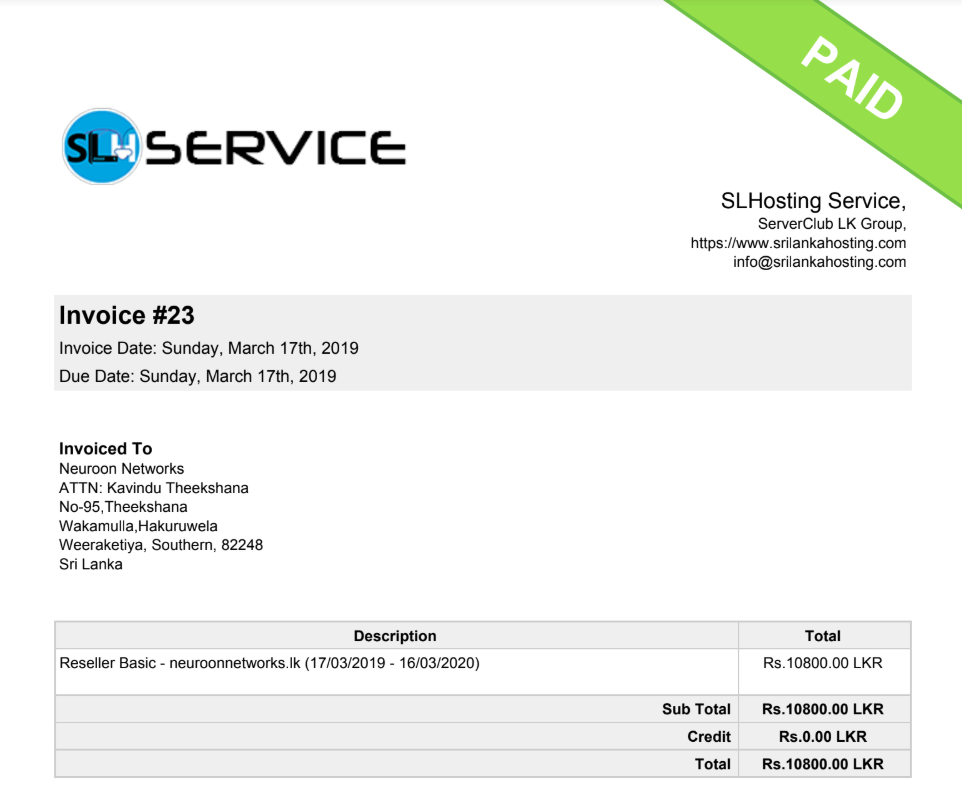 PAID
SLH SERVICE
SLHosting Service,
ServerClub LK Group,
https://www.srilankahosting.com
info@srilankahosting.com
Invoice #23
Invoice Date: Sunday, March 17th, 2019
Due Date: Sunday, March 17th, 2019
Invoiced To
Neuroon Networks
ATTN: Kavindu Theekshana
No-95,Theekshana
Wakamulla,Hakuruwela
Weeraketiya, Southern, 82248
Sri Lanka
Description Total
Reseller Basic - neuroonnetworks.lk (17/03/2019 - 16/03/2020) Rs.10800.00 LKR
Sub Total Rs.10800.00 LKR
Credit Rs.0.00 LKR
Total Rs.10800.00 LKR